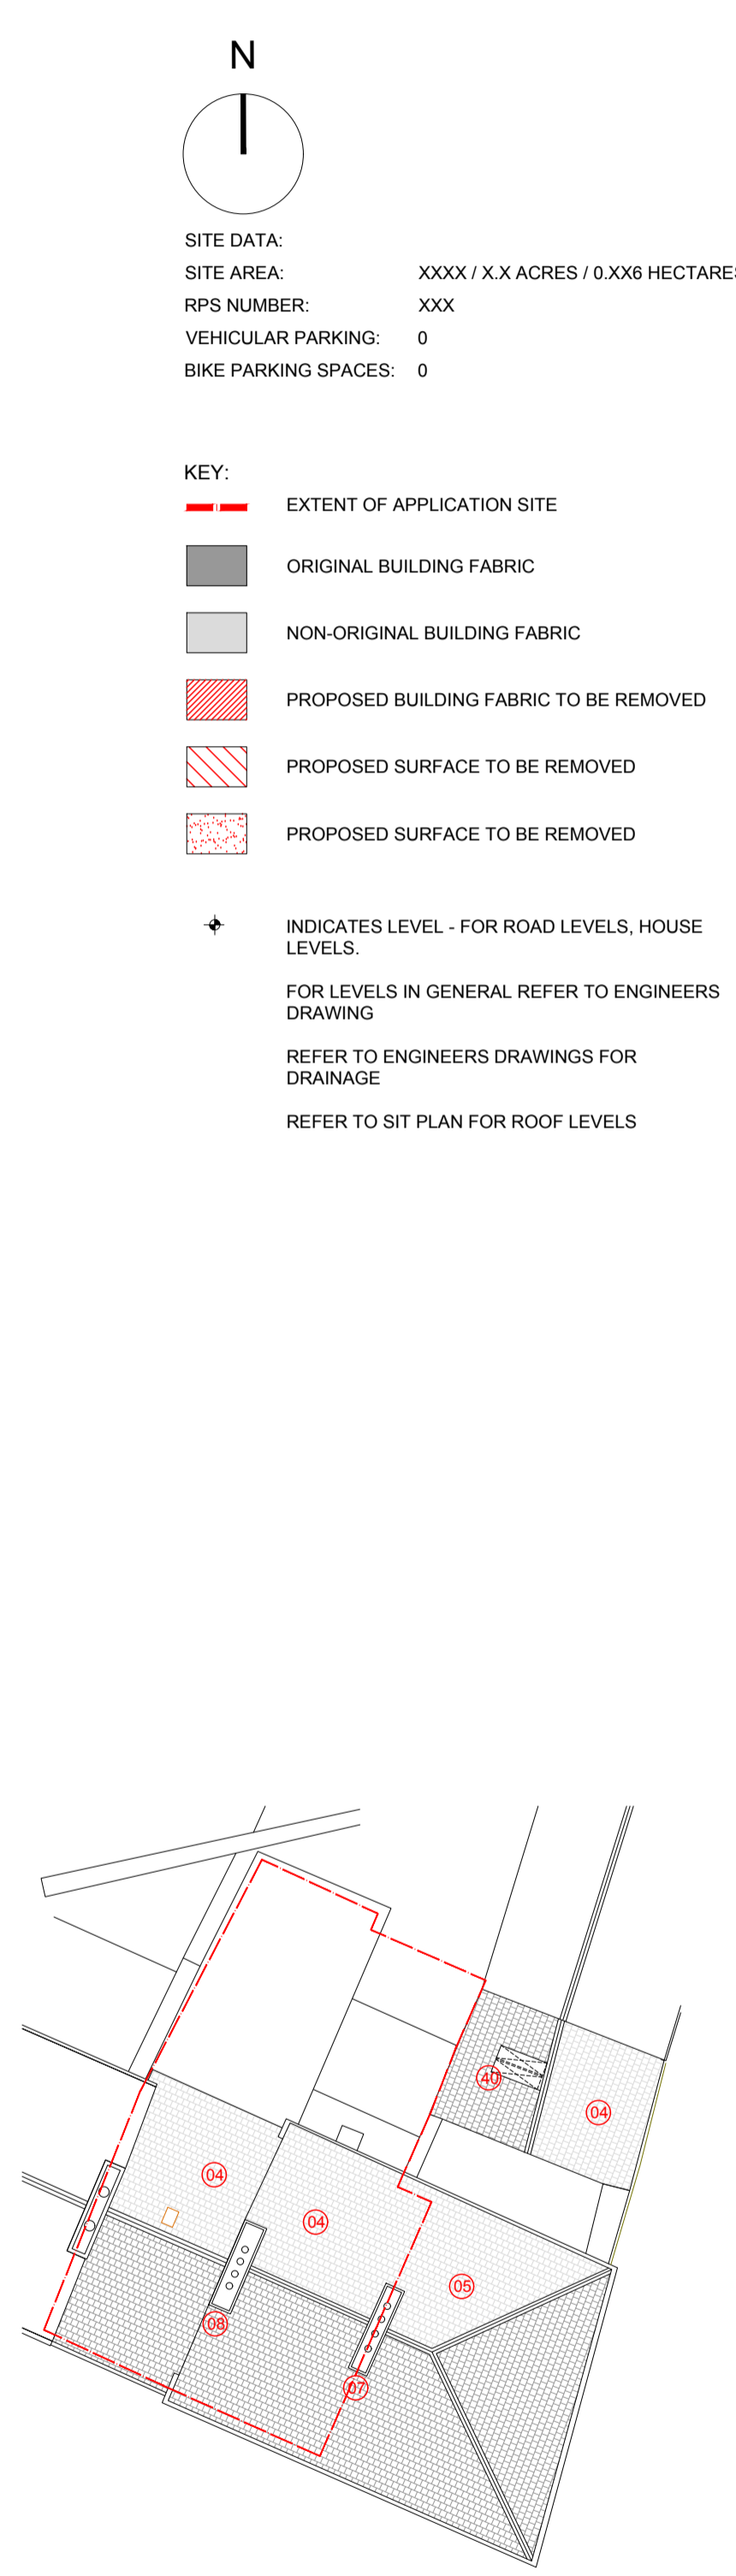 N
SITE DATA:
SITE AREA: XXXX / X.X ACRES / 0.XX6 HECTARES
RPS NUMBER: XXX
VEHICULAR PARKING: 0
BIKE PARKING SPACES: 0
KEY:
EXTENT OF APPLICATION SITE
ORIGINAL BUILDING FABRIC
NON-ORIGINAL BUILDING FABRIC
PROPOSED BUILDING FABRIC TO BE REMOVED
PROPOSED SURFACE TO BE REMOVED
PROPOSED SURFACE TO BE REMOVED
INDICATES LEVEL - FOR ROAD LEVELS, HOUSE
LEVELS.
FOR LEVELS IN GENERAL REFER TO ENGINEERS
DRAWING
REFER TO ENGINEERS DRAWINGS FOR
DRAINAGE
REFER TO SIT PLAN FOR ROOF LEVELS
40
04
04
04
05
08
07